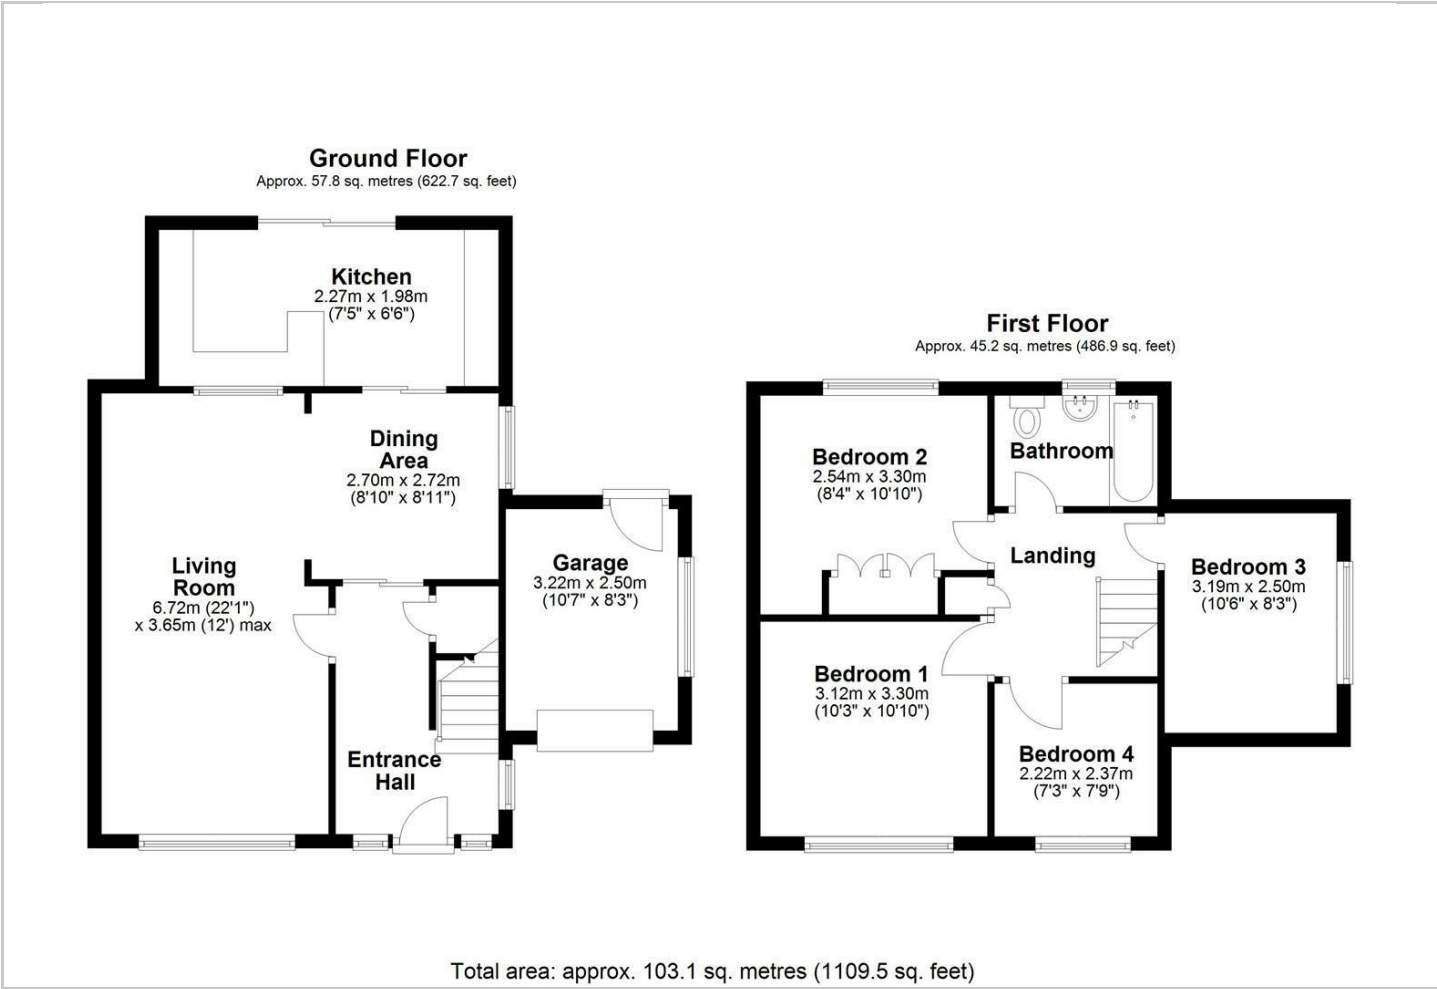 Ground Floor
Approx. 57.8 sq. metres (622.7 sq. feet)
Kitchen
2.27m x 1.98m
(7'5" x 6'6")
Dining
Area
2.70m x 2.72m
(8'10" x 8'11")
Living
Room
6.72m (22'1")
x 3.65m (12') max
Garage
3.22m x 2.50m
(10'7" x 8'3")
Entrance
Hall
First Floor
Approx. 45.2 sq. metres (486.9 sq. feet)
Bedroom 2
2.54m x 3.30m
(8'4" x 10'10")
Bathroom
Landing
Bedroom 3
3.19m x 2.50m
(10'6" x 8'3")
Bedroom 1
3.12m x 3.30m
(10'3" x 10'10")
Bedroom 4
2.22m x 2.37m
(7'3" x 7'9")
Total area: approx. 103.1 sq. metres (1109.5 sq. feet)